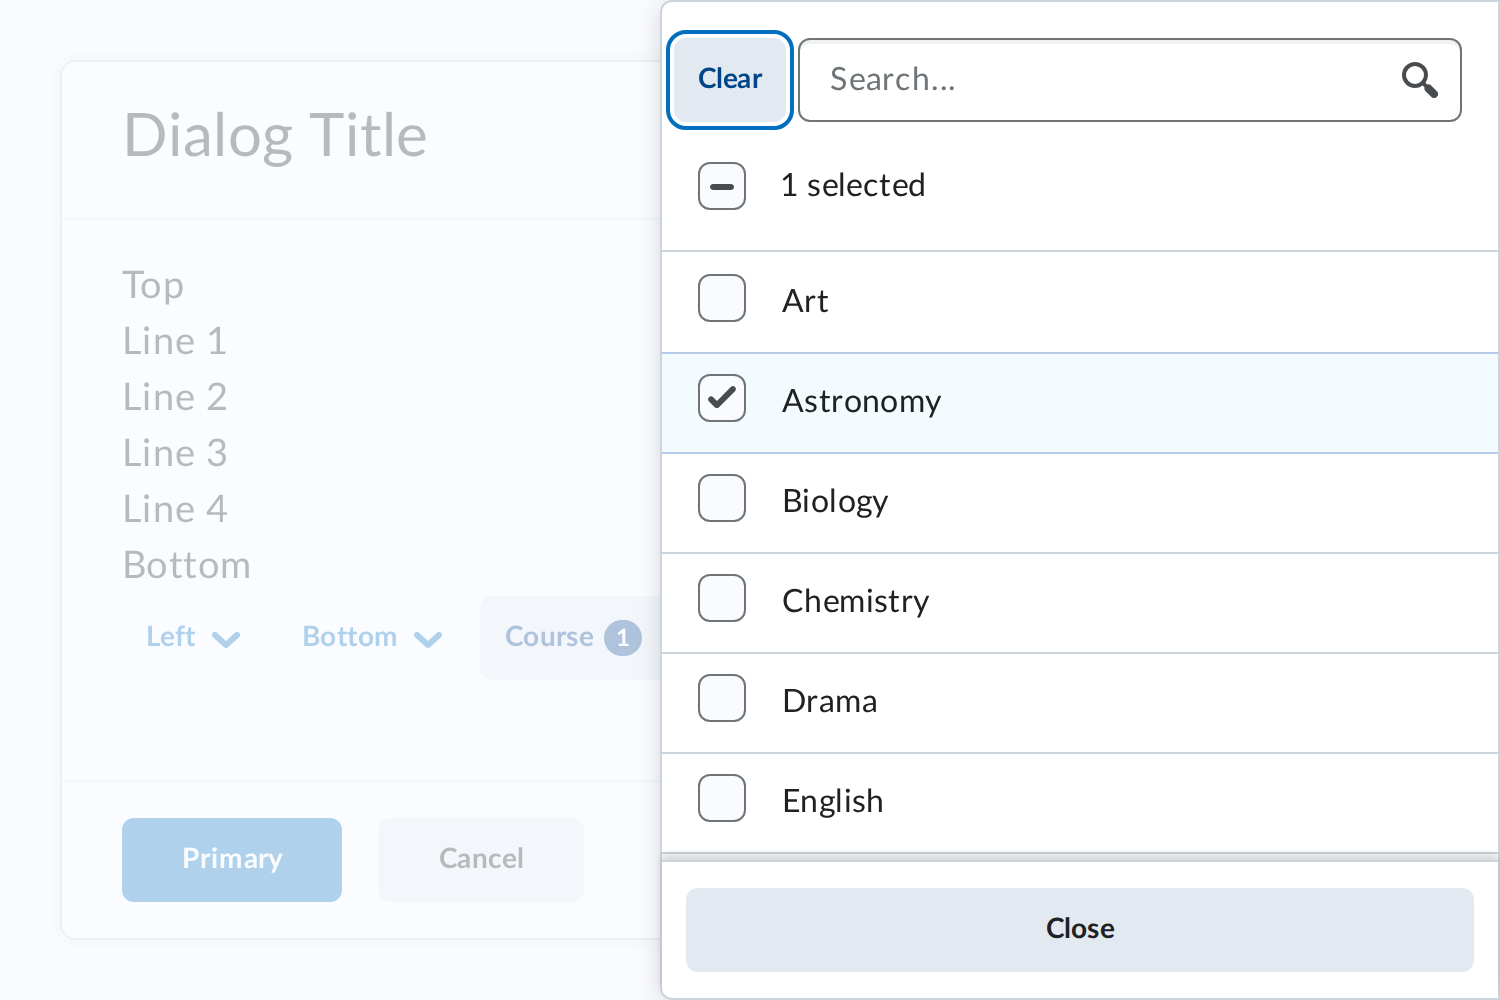 Dialog Title
Top
Line 1
Line 2
Line 3
Line 4
Bottom
Left
Bottom
Course 1
Primary
Cancel
Clear
Search...
1 selected
Art
Astronomy
Biology
Chemistry
Drama
English
Close